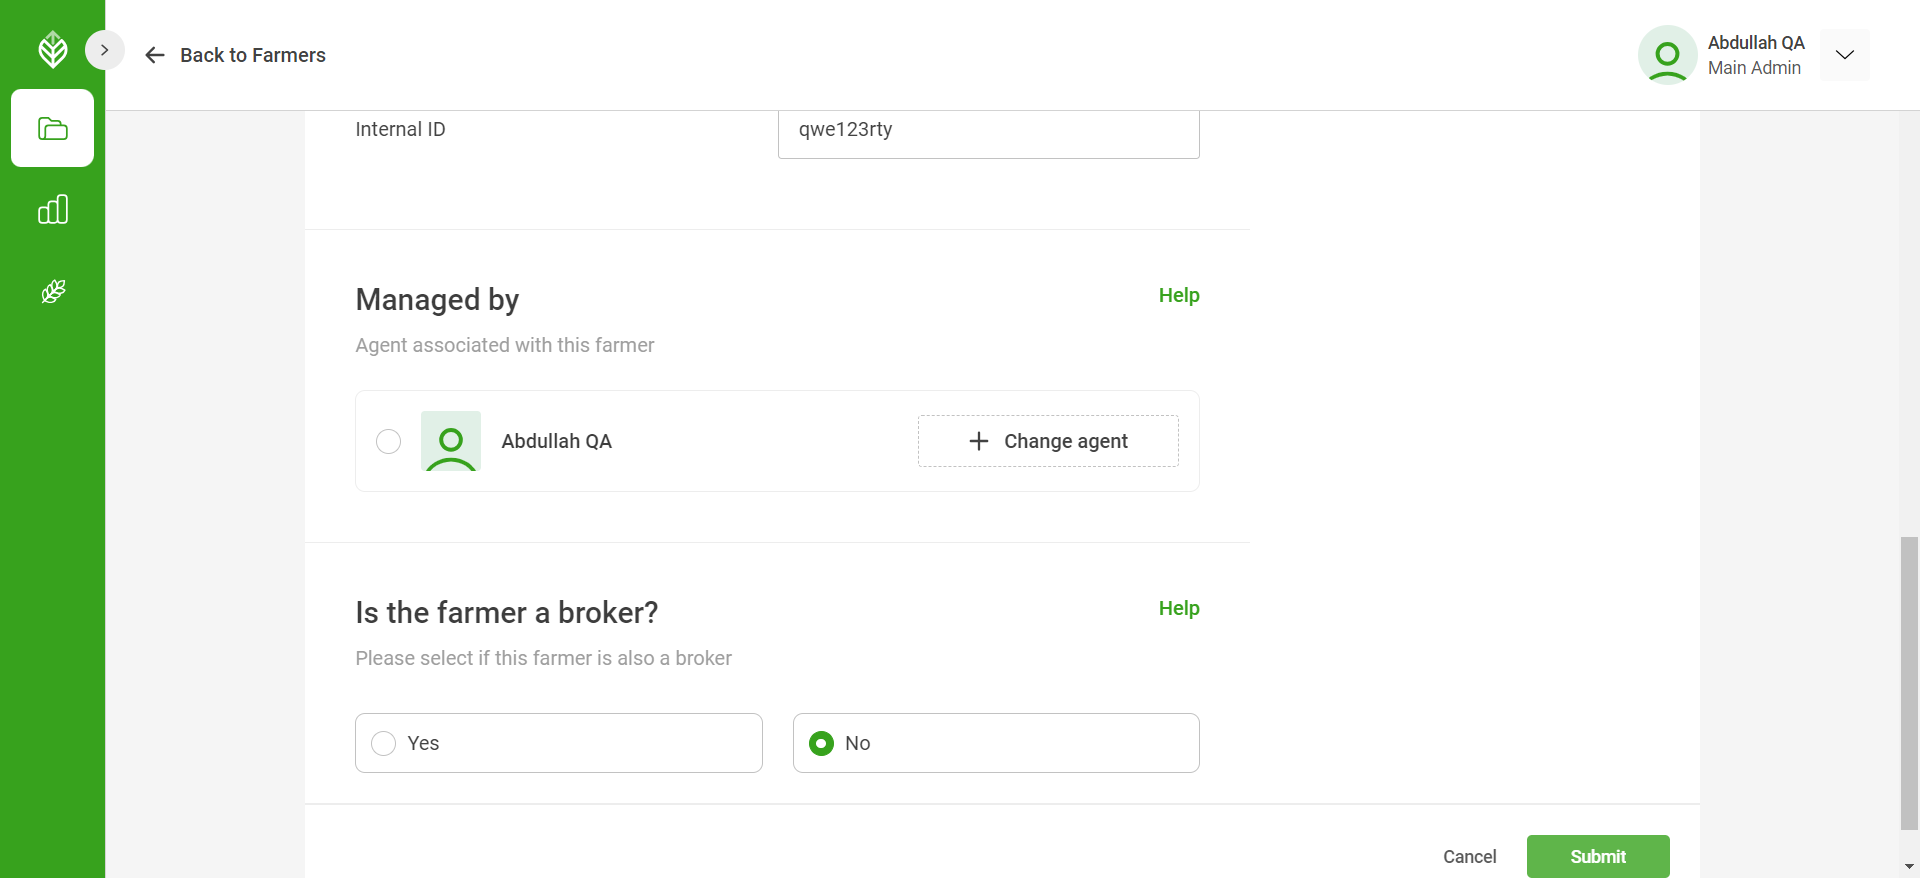 Back to Farmers
Abdullah QA
Main Admin
Internal ID
qwe123rty
Managed by
Help
Agent associated with this farmer
Abdullah QA
Change agent
Is the farmer a broker?
Help
Please select if this farmer is also a broker
Yes
No
Cancel
Submit